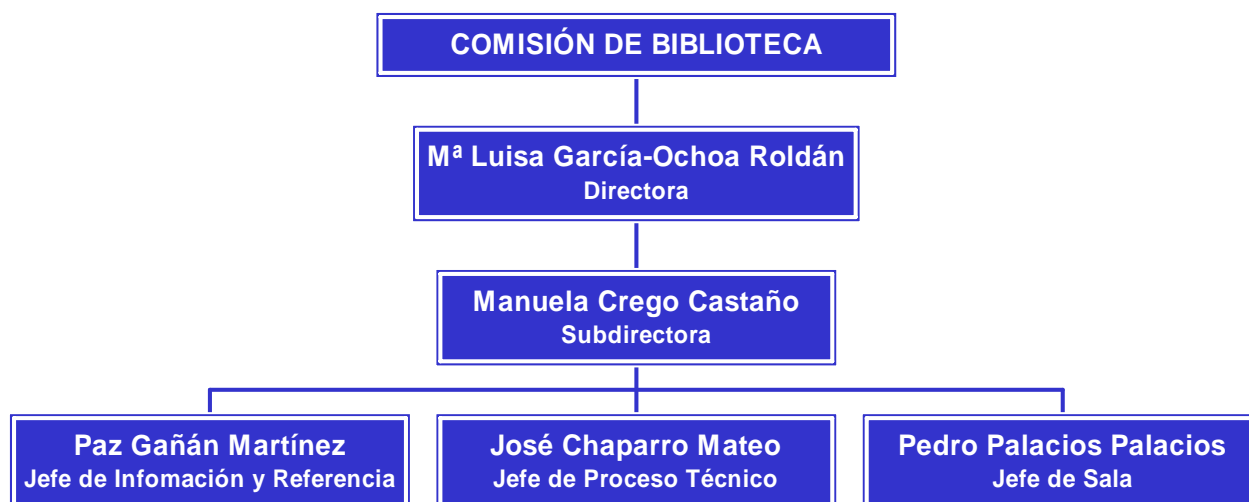 COMISIÓN DE BIBLIOTECA
Mª Luisa García-Ochoa Roldán
Directora
Manuela Crego Castaño
Subdirectora
Paz Gañán Martínez
Jefe de Infomación y Referencia
José Chaparro Mateo
Jefe de Proceso Técnico
Pedro Palacios Palacios
Jefe de Sala